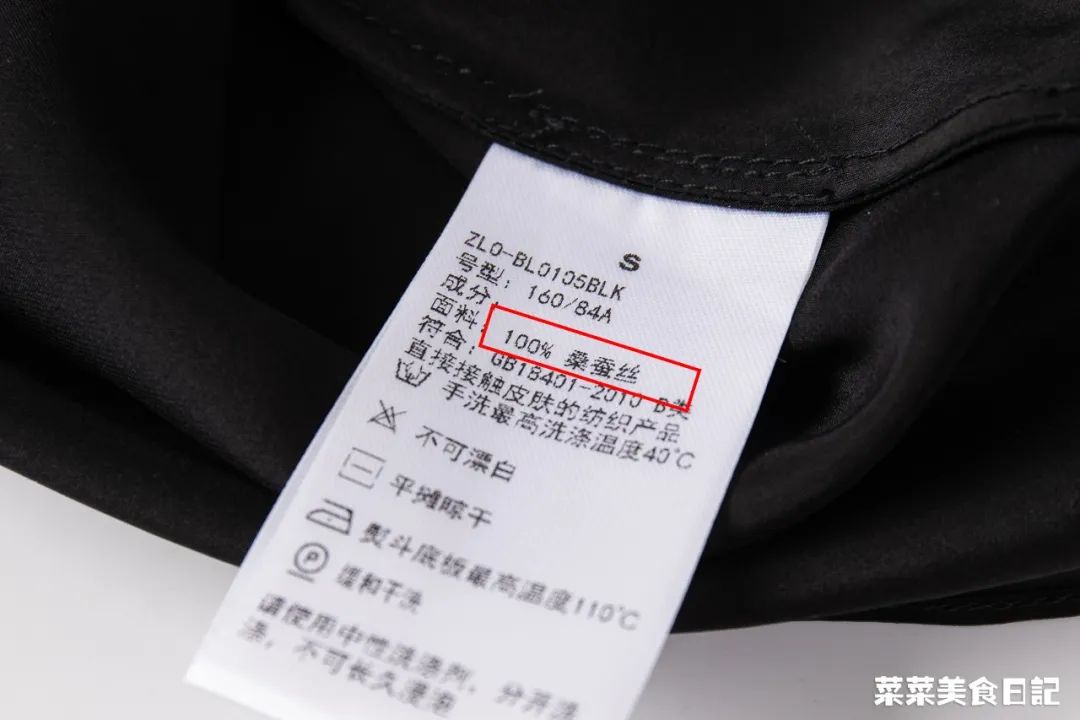 S
ZL0-BL0105BLK
号型：160/84A
成分：
面料：100% 桑蚕丝
符合：GB18401-2010 B类
直接接触皮肤的纺织产品
手洗最高洗涤温度40℃
不可漂白
平摊晾干
熨斗底板最高温度110℃
缓和干洗
请使用中性洗涤剂，分开洗
涤，不可长久浸泡
菜菜美食日記